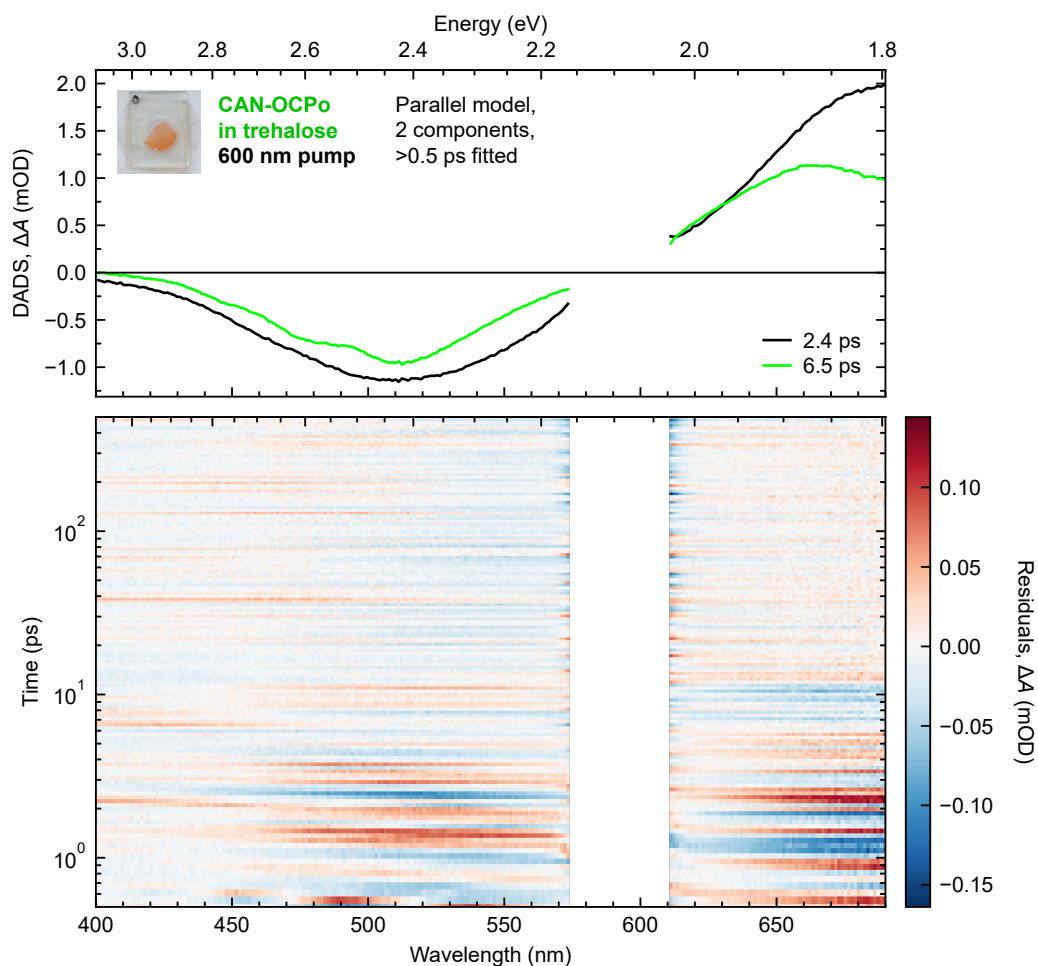 Energy (eV)
3.0 2.8 2.6 2.4 2.2 2.0 1.8
DADS, ΔA (mOD)
2.0
1.5
1.0
0.5
0.0
−0.5
−1.0
CAN-OCPo
in trehalose
600 nm pump
Parallel model,
2 components,
>0.5 ps fitted
2.4 ps
6.5 ps
Time (ps)
10²
10¹
10⁰
400 450 500 550 600 650
Wavelength (nm)
0.10
0.05
0.00
−0.05
−0.10
−0.15
Residuals, ΔA (mOD)